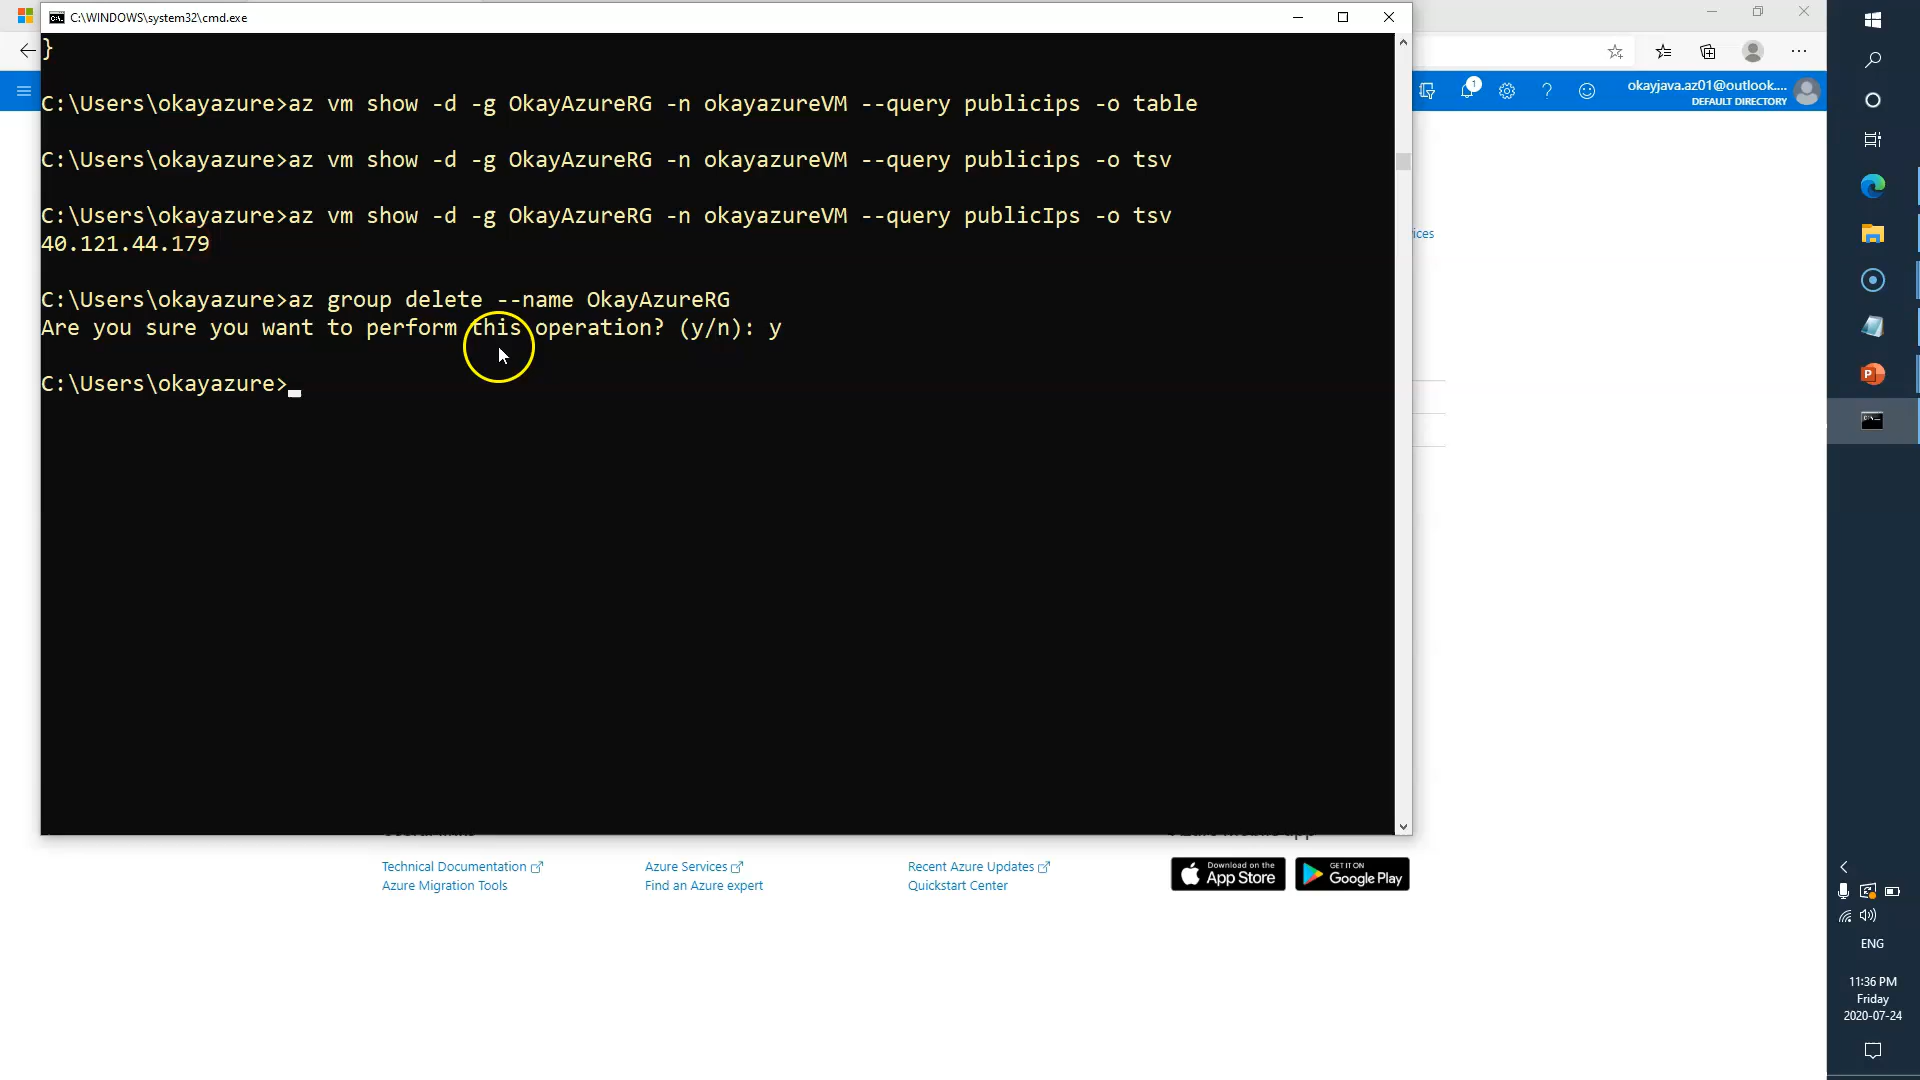 C:\WINDOWS\system32\cmd.exe
}
C:\Users\okayazure>az vm show -d -g OkayAzureRG -n okayazureVM --query publicips -o table
C:\Users\okayazure>az vm show -d -g OkayAzureRG -n okayazureVM --query publicips -o tsv
C:\Users\okayazure>az vm show -d -g OkayAzureRG -n okayazureVM --query publicIps -o tsv
40.121.44.179
C:\Users\okayazure>az group delete --name OkayAzureRG
Are you sure you want to perform this operation? (y/n): y
C:\Users\okayazure>
1
okayjava.az01@outlook....
DEFAULT DIRECTORY
ices
Technical Documentation
Azure Services
Recent Azure Updates
Azure Migration Tools
Find an Azure expert
Quickstart Center
Download on the
App Store
GET IT ON
Google Play
ENG
11:36 PM
Friday
2020-07-24